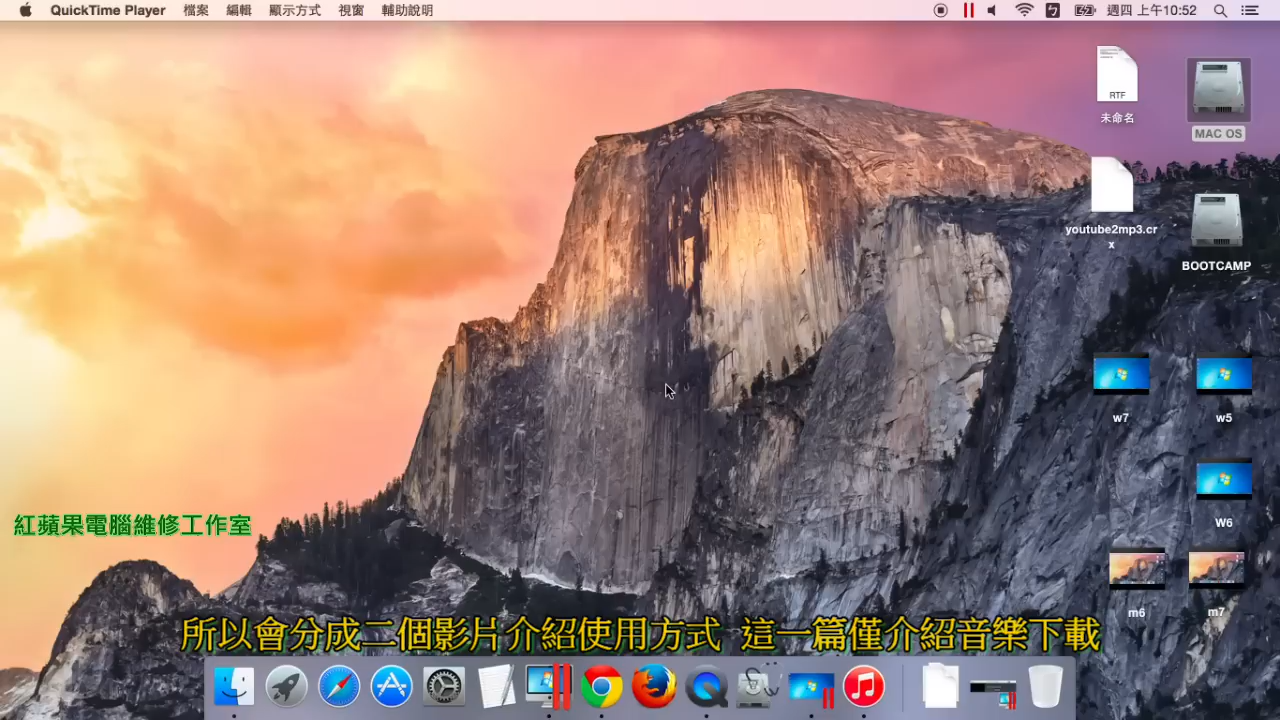 QuickTime Player 檔案 編輯 顯示方式 視窗 輔助說明
ㄅ 週四 上午10:52
RTF
未命名
MAC OS
youtube2mp3.cr
x
BOOTCAMP
w7
w5
W6
紅蘋果電腦維修工作室
m6
m7
所以會分成二個影片介紹使用方式 這一篇僅介紹音樂下載